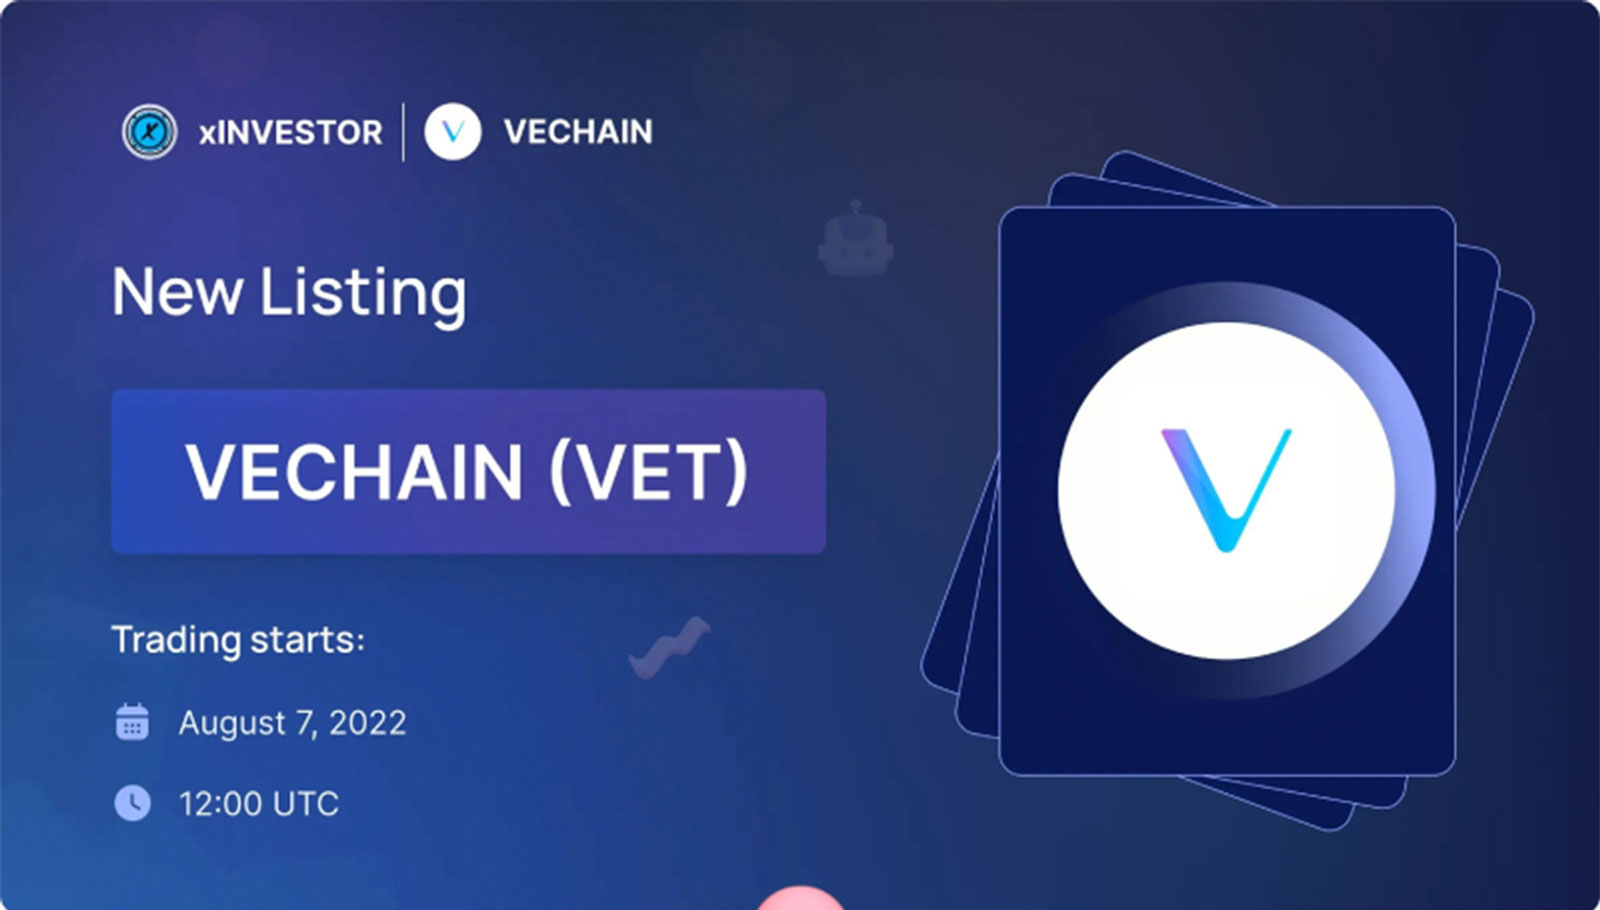 xINVESTOR | VECHAIN
New Listing
VECHAIN (VET)
Trading starts:
August 7, 2022
12:00 UTC